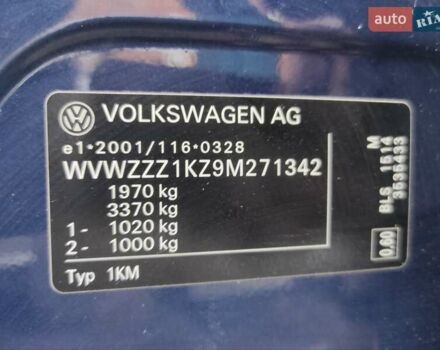 auto RIA
VOLKSWAGEN AG
e1*2001/116*0328
WVWZZZ1KZ9M271342
1970 kg
3370 kg
1- 1020 kg
2- 1000 kg
Typ 1KM
M
BLS 1514
3538433
0.60